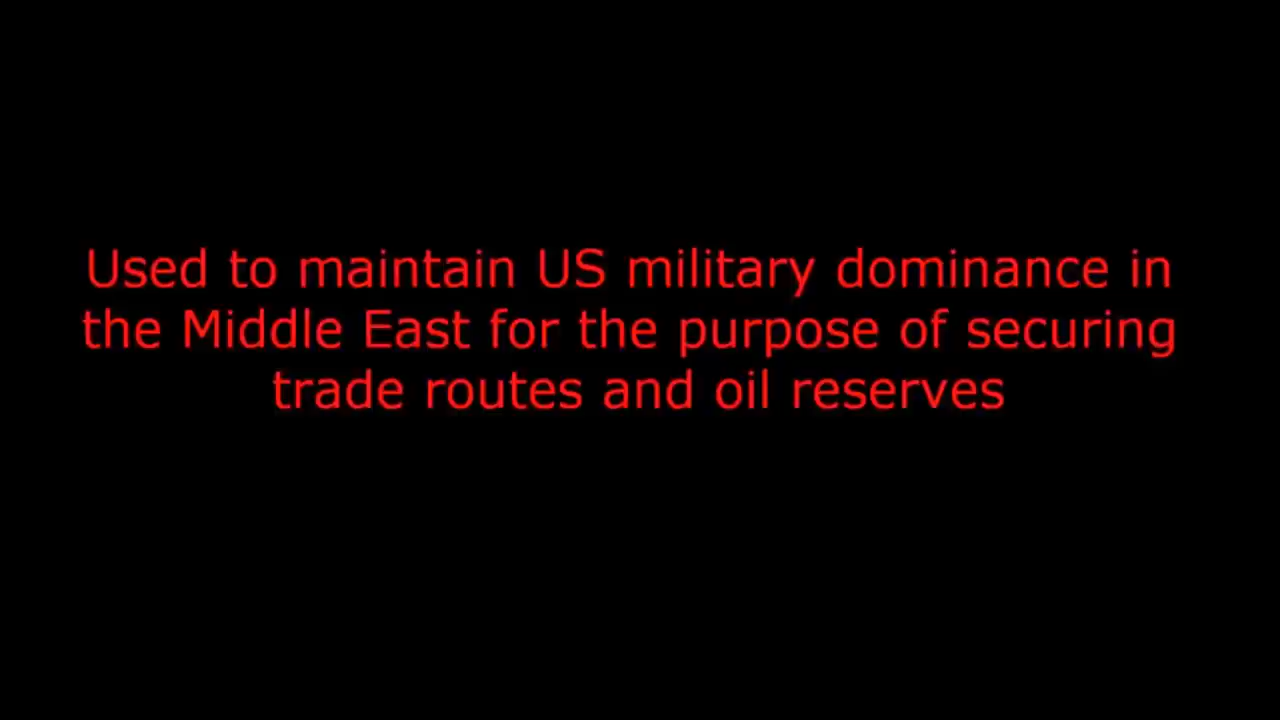 Used to maintain US military dominance in
the Middle East for the purpose of securing
trade routes and oil reserves